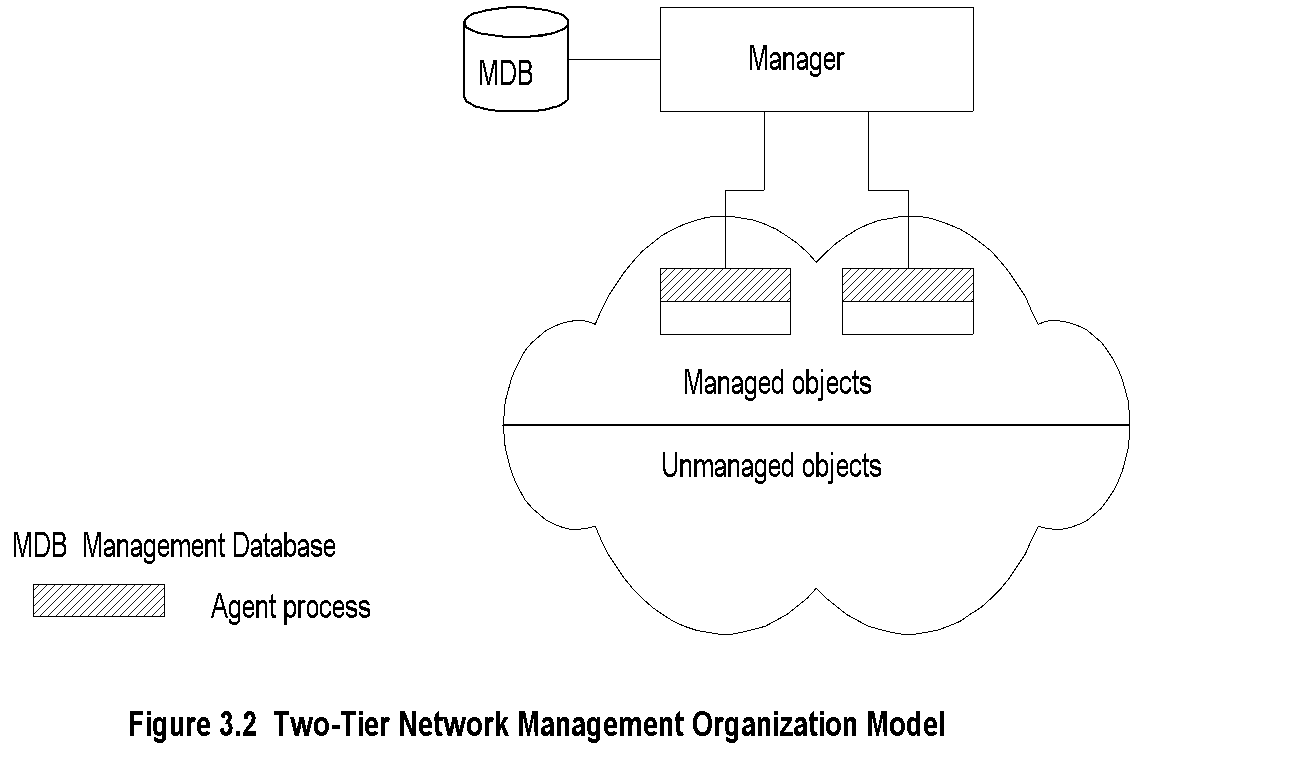 MDB
Manager
Managed objects
Unmanaged objects
MDB Management Database
Agent process
Figure 3.2 Two-Tier Network Management Organization Model